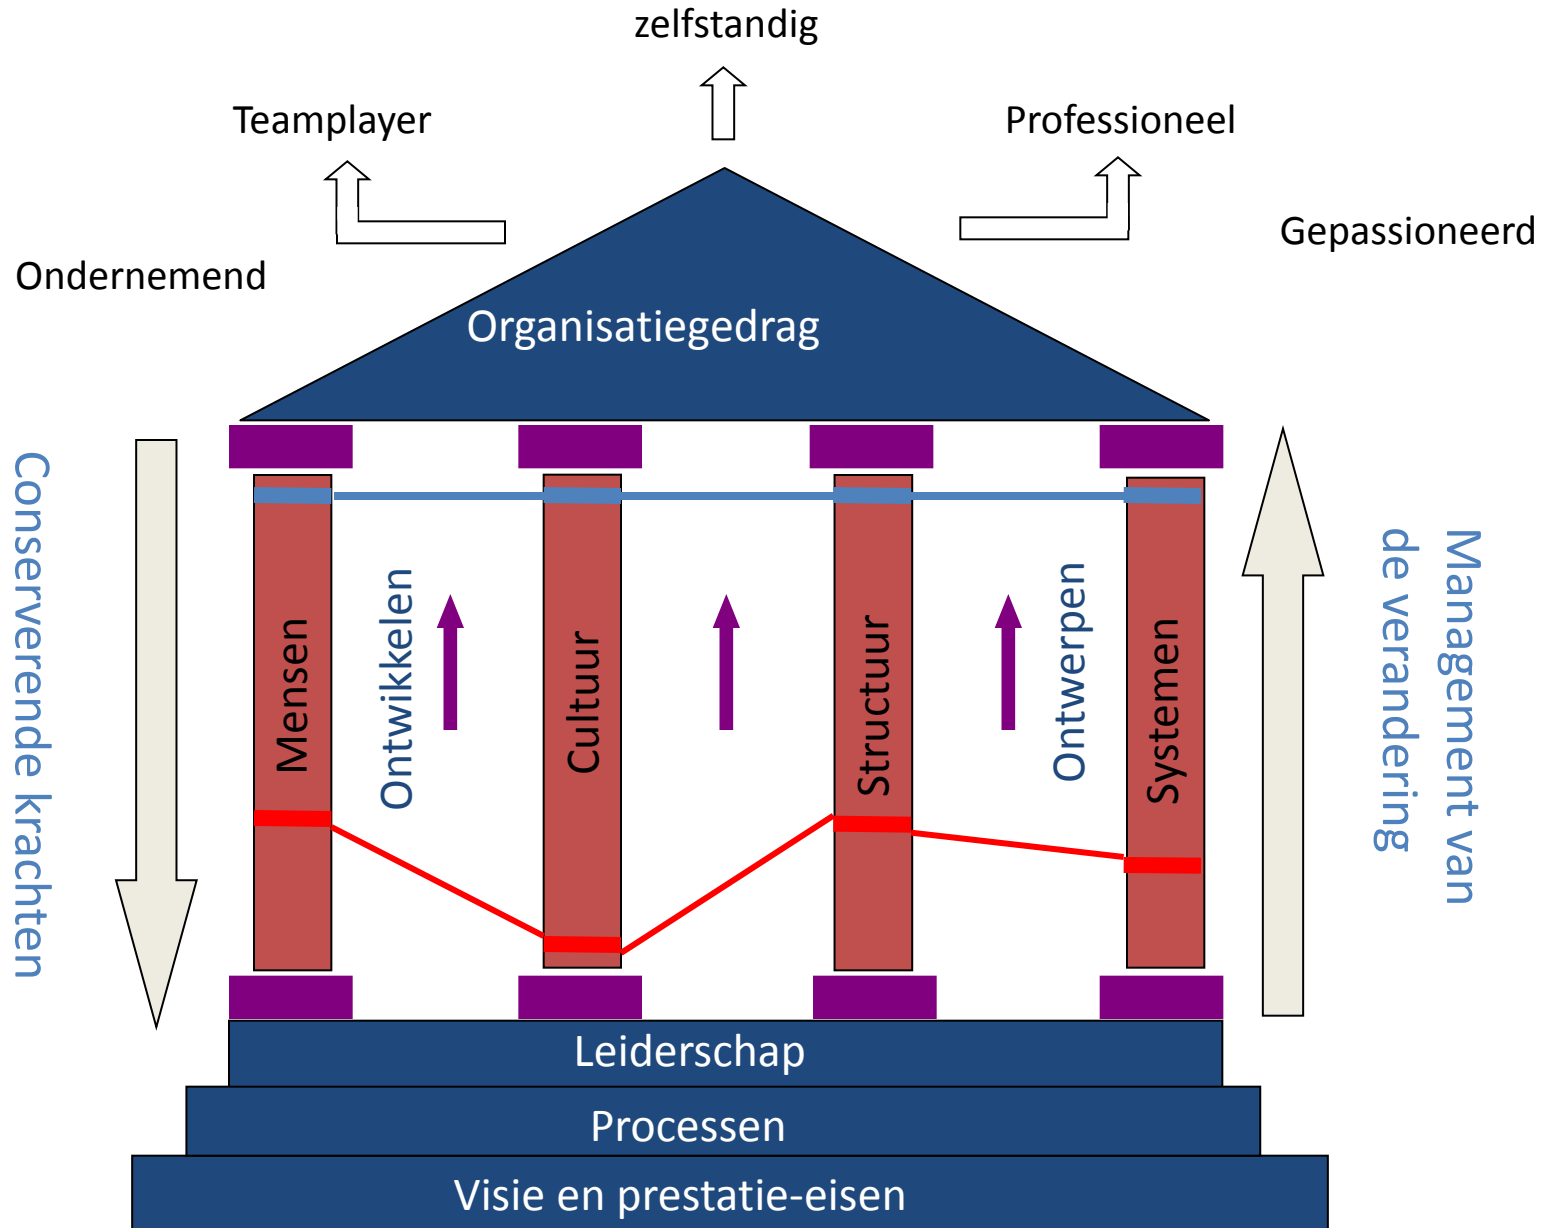 zelfstandig
Teamplayer
Professioneel
Gepassioneerd
Ondernemend
Organisatiegedrag
Conserverende krachten
Mensen
Ontwikkelen
Cultuur
Structuur
Ontwerpen
Systemen
Management van
de verandering
Leiderschap
Processen
Visie en prestatie-eisen